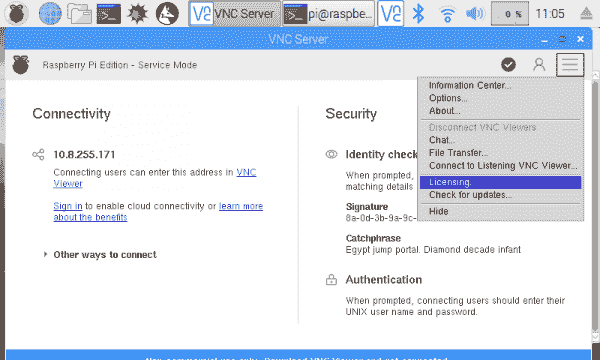 VNC Server
pi@raspbe...
0 %
11:05
VNC Server
Raspberry Pi Edition - Service Mode
Information Center...
Options...
About...
Disconnect VNC Viewers
Chat...
File Transfer...
Connect to Listening VNC Viewer...
Licensing.
Check for updates...
Hide
Connectivity
10.8.255.171
Connecting users can enter this address in VNC
Viewer
Sign in to enable cloud connectivity or learn more
about the benefits
Other ways to connect
Security
Identity check
When prompted,
matching details
Signature
8a-0d-3b-9a-9c-
Catchphrase
Egypt jump portal. Diamond decade infant
Authentication
When prompted, connecting users should enter their
UNIX user name and password.